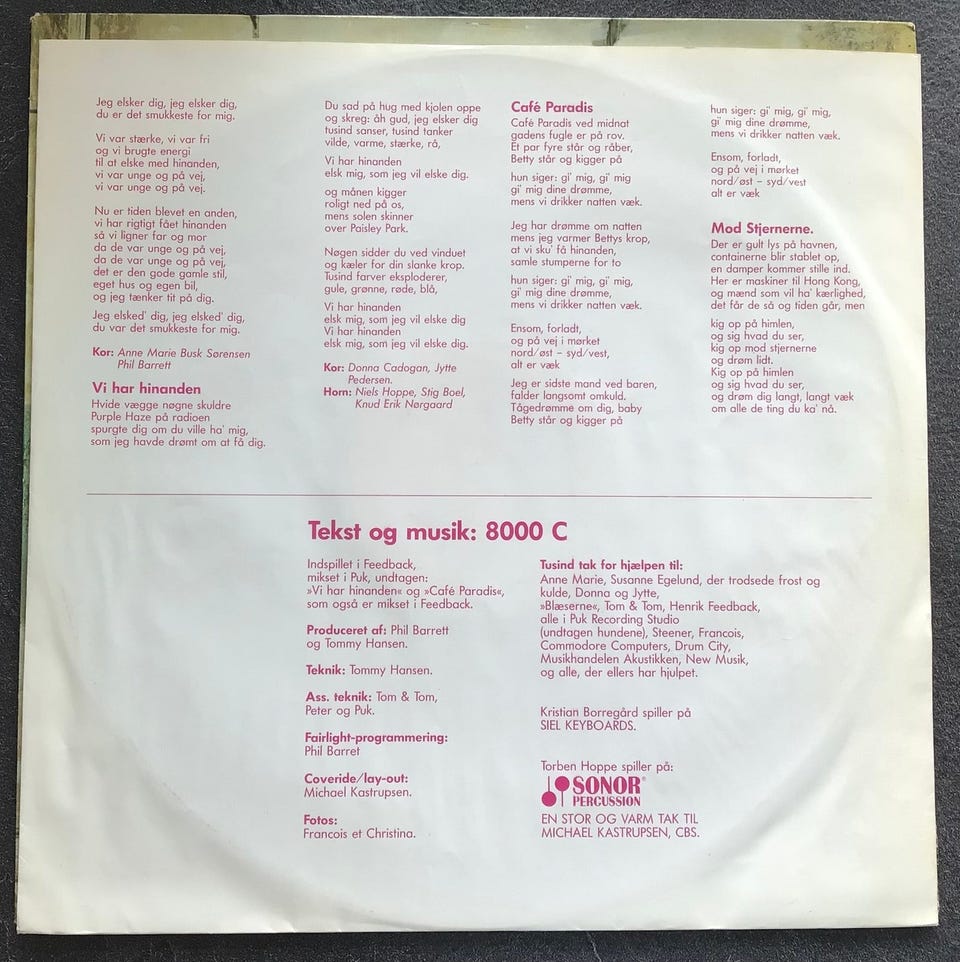 Jeg elsker dig, jeg elsker dig,
du er det smukkeste for mig.
Vi var stærke, vi var fri
og vi brugte energi
til at elske med hinanden,
vi var unge og på vej,
vi var unge og på vej.
Nu er tiden blevet en anden,
vi har rigtigt fået hinanden
så vi ligner far og mor
da de var unge og på vej,
da de var unge og på vej,
det er den gode gamle stil,
eget hus og egen bil,
og jeg tænker tit på dig.
Jeg elsked' dig, jeg elsked' dig,
du var det smukkeste for mig.
Kor: Anne Marie Busk Sørensen
Phil Barrett
Vi har hinanden
Hvide vægge nøgne skuldre
Purple Haze på radioen
spurgte dig om du ville ha' mig,
som jeg havde drømt om at få dig.
Du sad på hug med kjolen oppe
og skreg: åh gud, jeg elsker dig
tusind sanser, tusind tanker
vilde, varme, stærke, rå,
Vi har hinanden
elsk mig, som jeg vil elske dig.
og månen kigger
roligt ned på os,
mens solen skinner
over Paisley Park.
Nøgen sidder du ved vinduet
og kæler for din slanke krop.
Tusind farver eksploderer,
gule, grønne, røde, blå,
Vi har hinanden
elsk mig, som jeg vil elske dig
Vi har hinanden
elsk mig, som jeg vil elske dig.
Kor: Donna Cadogan, Jytte
Pedersen.
Horn: Niels Hoppe, Stig Boel,
Knud Erik Nørgaard
Café Paradis
Café Paradis ved midnat
gadens fugle er på rov.
Et par fyre står og råber,
Betty står og kigger på
hun siger: gi' mig, gi' mig
gi' mig dine drømme,
mens vi drikker natten væk.
Jeg har drømme om natten
mens jeg varmer Bettys krop,
at vi sku' få hinanden,
samle stumperne for to
hun siger: gi' mig, gi' mig,
gi' mig dine drømme,
mens vi drikker natten væk.
Ensom, forladt,
og på vej i mørket
nord/øst – syd/vest,
alt er væk
Jeg er sidste mand ved baren,
falder langsomt omkuld.
Tågedrømme om dig, baby
Betty står og kigger på
hun siger: gi' mig, gi' mig,
gi' mig dine drømme,
mens vi drikker natten væk.
Ensom, forladt,
og på vej i mørket
nord/øst – syd/vest
alt er væk
Mod Stjernerne.
Der er gult lys på havnen,
containerne blir stablet op,
en damper kommer stille ind.
Her er maskiner til Hong Kong,
og mænd som vil ha' kærlighed,
det får de så og tiden går, men
kig op på himlen,
og sig hvad du ser,
kig op mod stjernerne
og drøm lidt.
Kig op på himlen
og sig hvad du ser,
og drøm dig langt, langt væk
om alle de ting du ka' nå.
Tekst og musik: 8000 C
Indspillet i Feedback,
mikset i Puk, undtagen:
»Vi har hinanden« og »Café Paradis«,
som også er mikset i Feedback.
Produceret af: Phil Barrett
og Tommy Hansen.
Teknik: Tommy Hansen.
Ass. teknik: Tom & Tom,
Peter og Puk.
Fairlight-programmering:
Phil Barret
Coveride/lay-out:
Michael Kastrupsen.
Fotos:
Francois et Christina.
Tusind tak for hjælpen til:
Anne Marie, Susanne Egelund, der trodsede frost og
kulde, Donna og Jytte,
»Blæserne«, Tom & Tom, Henrik Feedback,
alle i Puk Recording Studio
(undtagen hundene), Steener, Francois,
Commodore Computers, Drum City,
Musikhandelen Akustikken, New Musik,
og alle, der ellers har hjulpet.
Kristian Borregård spiller på
SIEL KEYBOARDS.
Torben Hoppe spiller på:
SONOR®
PERCUSSION
EN STOR OG VARM TAK TIL
MICHAEL KASTRUPSEN, CBS.